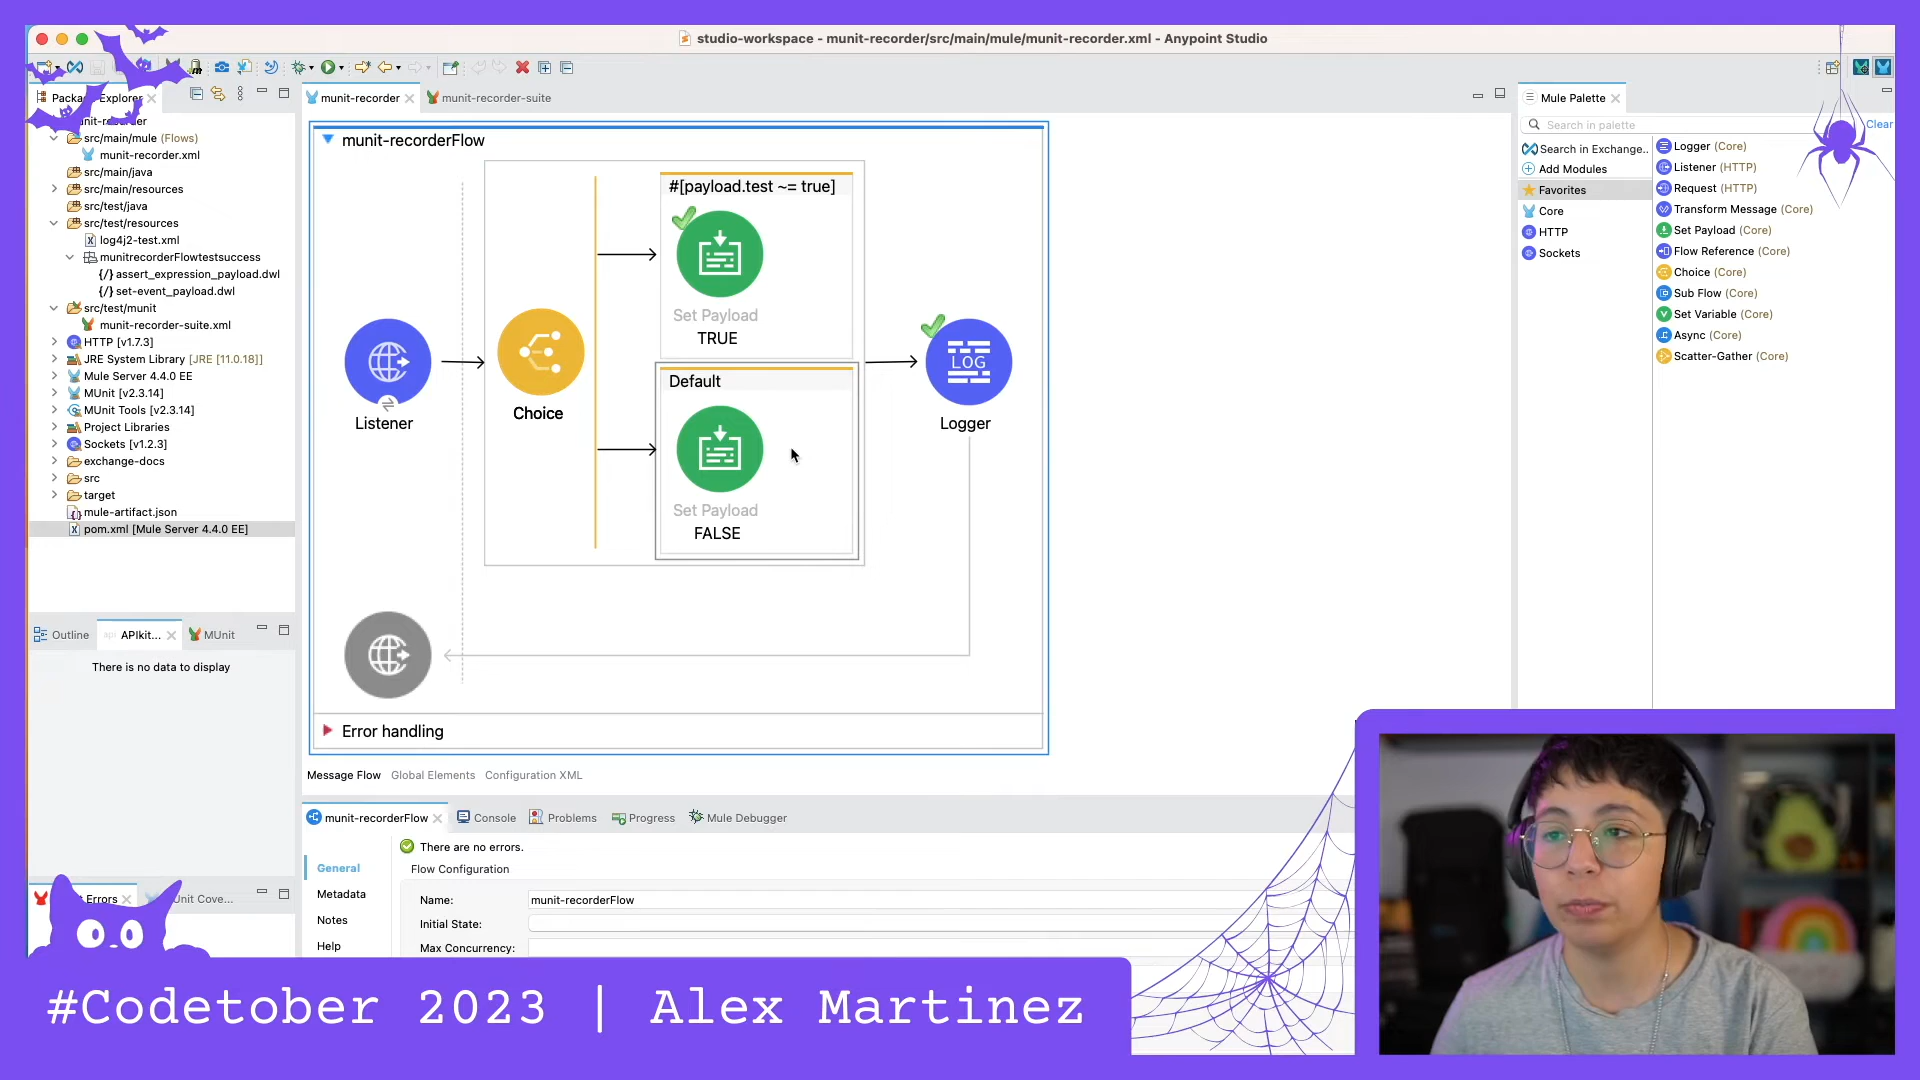 studio-workspace - munit-recorder/src/main/mule/munit-recorder.xml - Anypoint Studio
munit-recorder
munit-recorder-suite
src/main/mule (Flows)
munit-recorder.xml
src/main/java
src/main/resources
src/test/java
src/test/resources
log4j2-test.xml
munitrecorderFlowtestsuccess
assert_expression_payload.dwl
set-event_payload.dwl
src/test/munit
munit-recorder-suite.xml
HTTP [v1.7.3]
JRE System Library [JRE [11.0.18]]
Mule Server 4.4.0 EE
MUnit [v2.3.14]
MUnit Tools [v2.3.14]
Project Libraries
Sockets [v1.2.3]
exchange-docs
src
target
mule-artifact.json
pom.xml [Mule Server 4.4.0 EE]
Outline
APIkit...
MUnit
There is no data to display
Errors
Cove...
munit-recorderFlow
#[payload.test ~= true]
Set Payload
TRUE
Listener
Choice
Default
Set Payload
FALSE
LOG
Logger
Error handling
Message Flow
Global Elements
Configuration XML
munit-recorderFlow
Console
Problems
Progress
Mule Debugger
There are no errors.
General
Metadata
Notes
Help
Flow Configuration
Name:
munit-recorderFlow
Initial State:
Max Concurrency:
Mule Palette
Search in palette
Clear
Search in Exchange..
Add Modules
Favorites
Core
HTTP
Sockets
Logger (Core)
Listener (HTTP)
Request (HTTP)
Transform Message (Core)
Set Payload (Core)
Flow Reference (Core)
Choice (Core)
Sub Flow (Core)
Set Variable (Core)
Async (Core)
Scatter-Gather (Core)
#Codetober 2023 | Alex Martinez